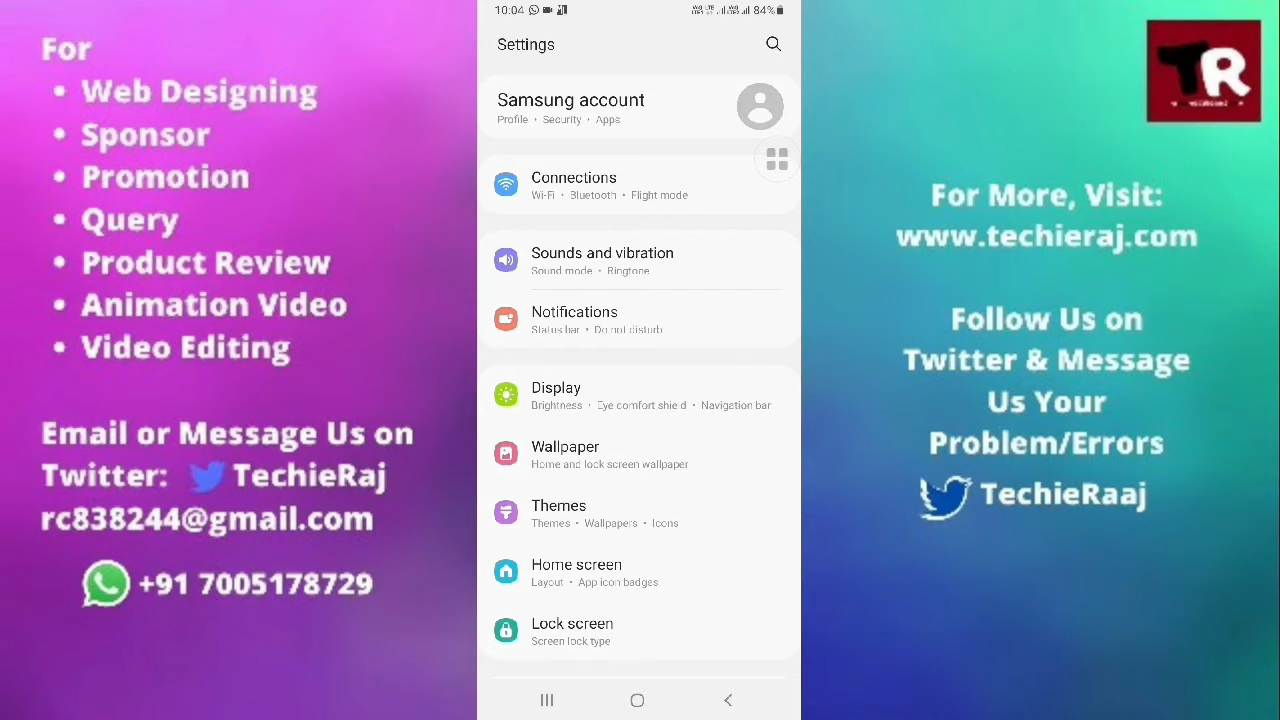 For
• Web Designing
• Sponsor
• Promotion
• Query
• Product Review
• Animation Video
• Video Editing
Email or Message Us on
Twitter: TechieRaj
rc838244@gmail.com
+91 7005178729
10:04
84%
Settings
Samsung account
Profile • Security • Apps
Connections
Wi-Fi • Bluetooth • Flight mode
Sounds and vibration
Sound mode • Ringtone
Notifications
Status bar • Do not disturb
Display
Brightness • Eye comfort shield • Navigation bar
Wallpaper
Home and lock screen wallpaper
Themes
Themes • Wallpapers • Icons
Home screen
Layout • App icon badges
Lock screen
Screen lock type
TR
For More, Visit:
www.techieraj.com
Follow Us on
Twitter & Message
Us Your
Problem/Errors
TechieRaaj